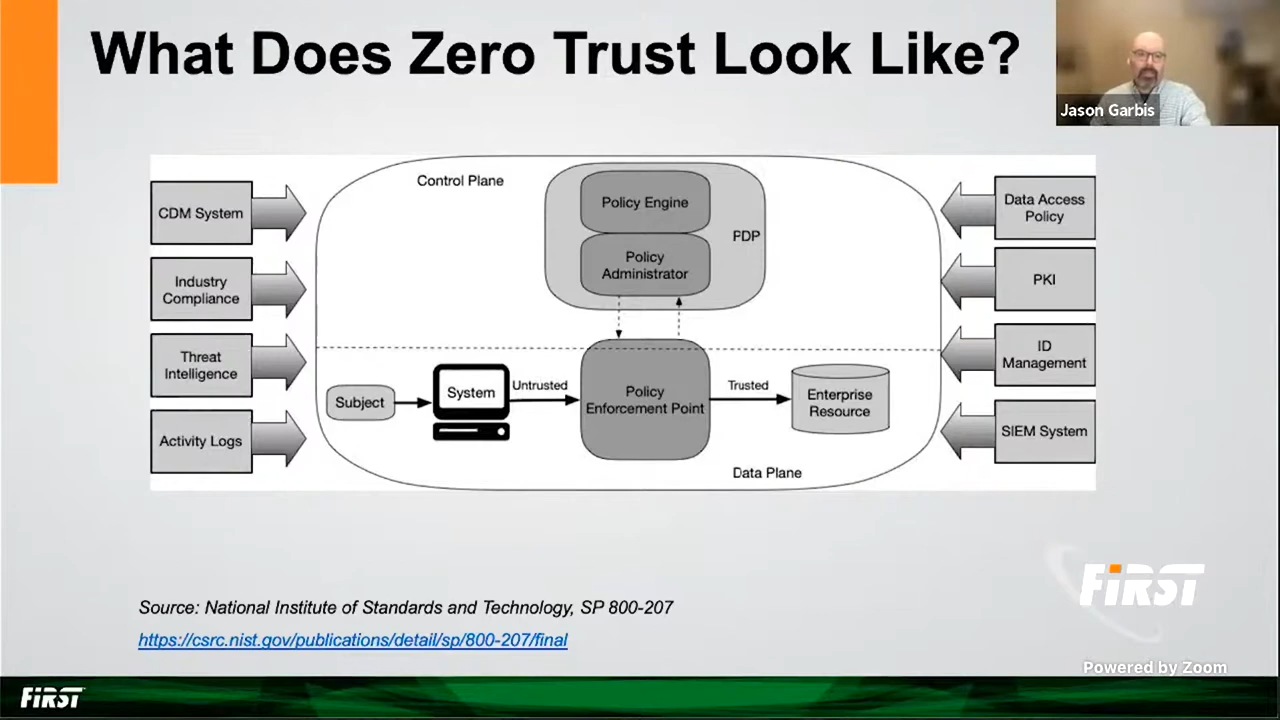 What Does Zero Trust Look Like?
Jason Garbis
CDM System
Industry
Compliance
Threat
Intelligence
Activity Logs
Control Plane
Policy Engine
Policy
Administrator
PDP
Subject
System
Untrusted
Policy
Enforcement Point
Trusted
Enterprise
Resource
Data Plane
Data Access
Policy
PKI
ID
Management
SIEM System
Source: National Institute of Standards and Technology, SP 800-207
https://csrc.nist.gov/publications/detail/sp/800-207/final
FiRST
Powered by Zoom
FiRST